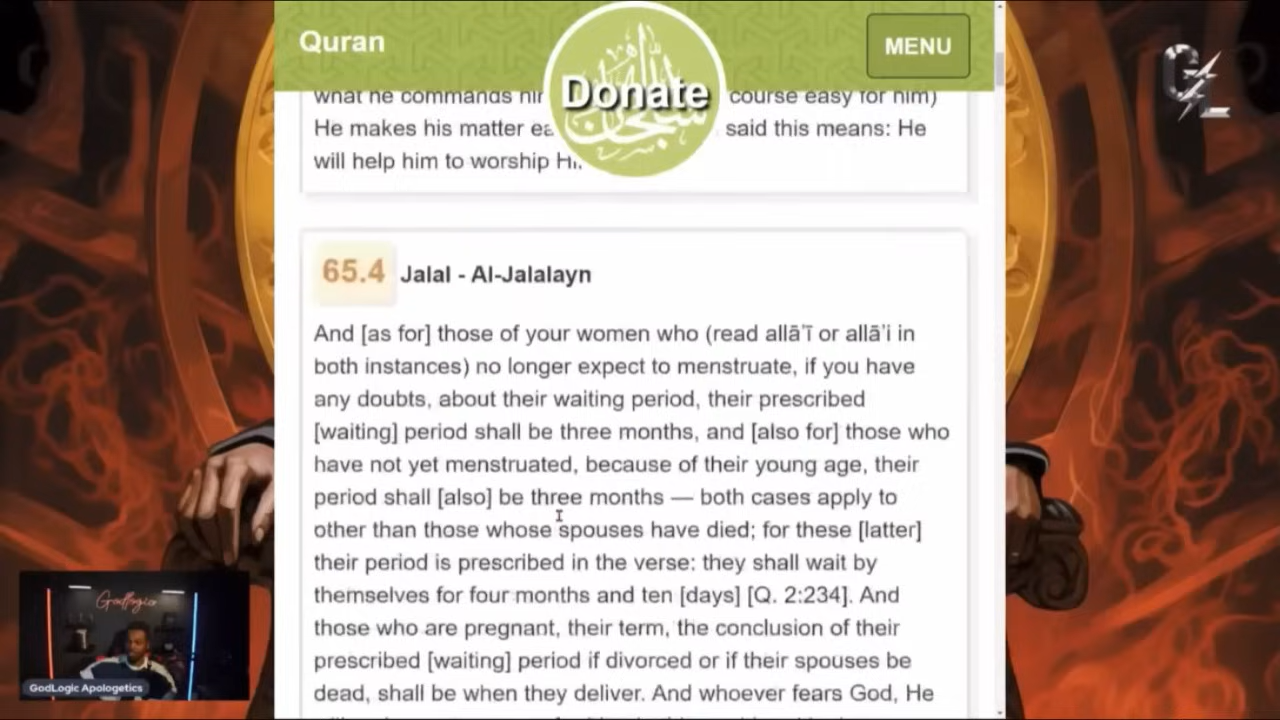 Quran
Donate
MENU
what he commands course easy for him)
He makes his matter said this means: He
will help him to worship
65.4 Jalal - Al-Jalalayn
And [as for] those of your women who (read allā'ī or allā'i in
both instances) no longer expect to menstruate, if you have
any doubts, about their waiting period, their prescribed
[waiting] period shall be three months, and [also for] those who
have not yet menstruated, because of their young age, their
period shall [also] be three months — both cases apply to
other than those whose spouses have died; for these [latter]
their period is prescribed in the verse: they shall wait by
themselves for four months and ten [days] [Q. 2:234]. And
those who are pregnant, their term, the conclusion of their
prescribed [waiting] period if divorced or if their spouses be
dead, shall be when they deliver. And whoever fears God, He
Godlogic
GodLogic Apologetics